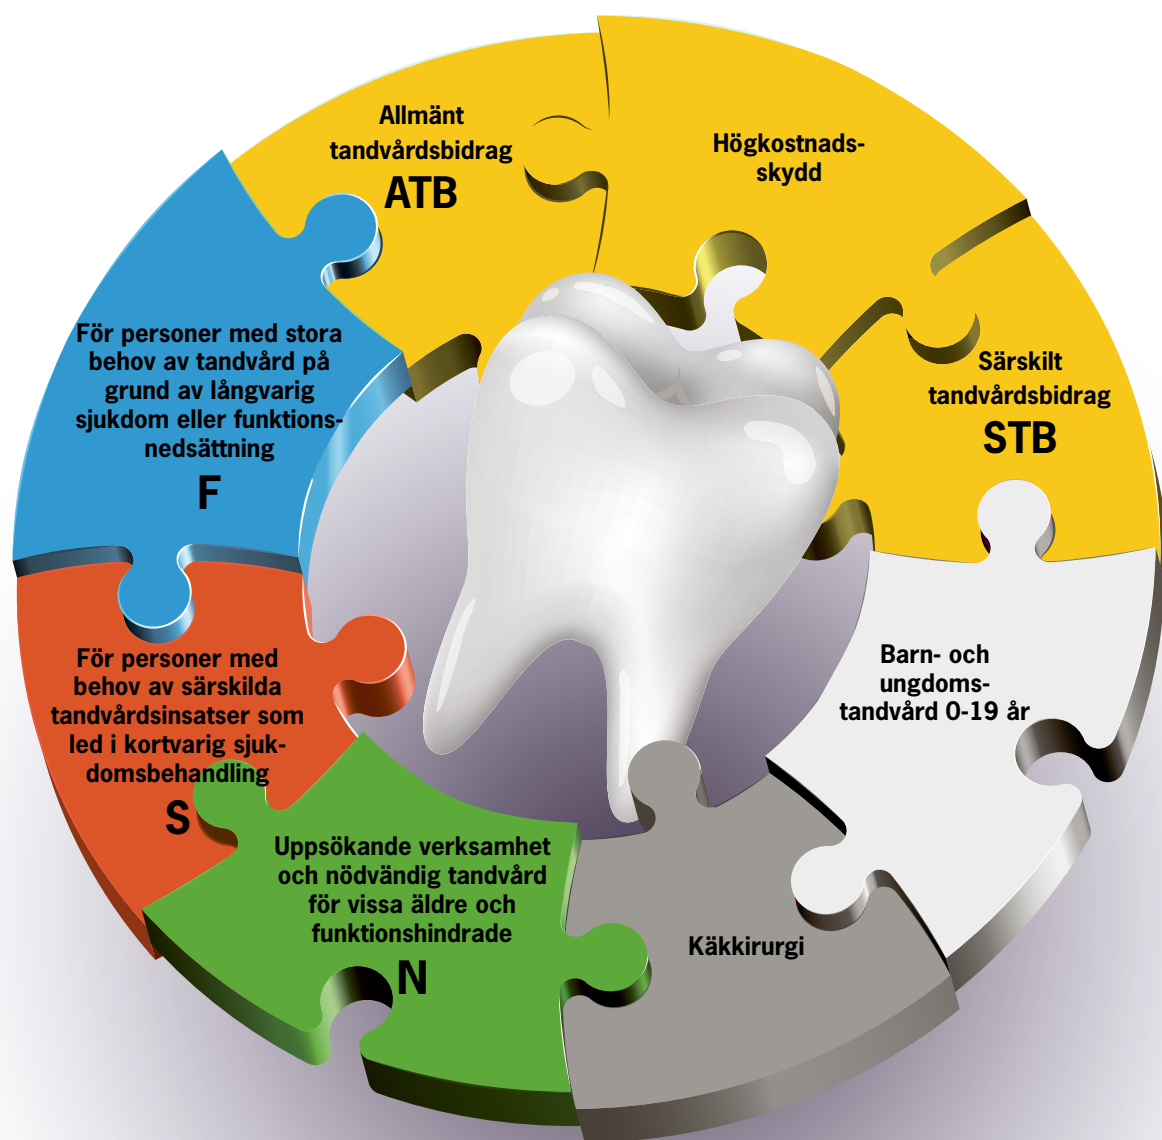 Allmänt
tandvårdsbidrag
ATB
Högkostnads-
skydd
Särskilt
tandvårdsbidrag
STB
För personer med stora
behov av tandvård på
grund av långvarig
sjukdom eller funktions-
nedsättning
F
För personer med
behov av särskilda
tandvårdsinsatser som
led i kortvarig sjuk-
domsbehandling
S
Barn- och
ungdoms-
tandvård 0-19 år
Uppsökande verksamhet
och nödvändig tandvård
för vissa äldre och
funktionshindrade
N
Käkkirurgi